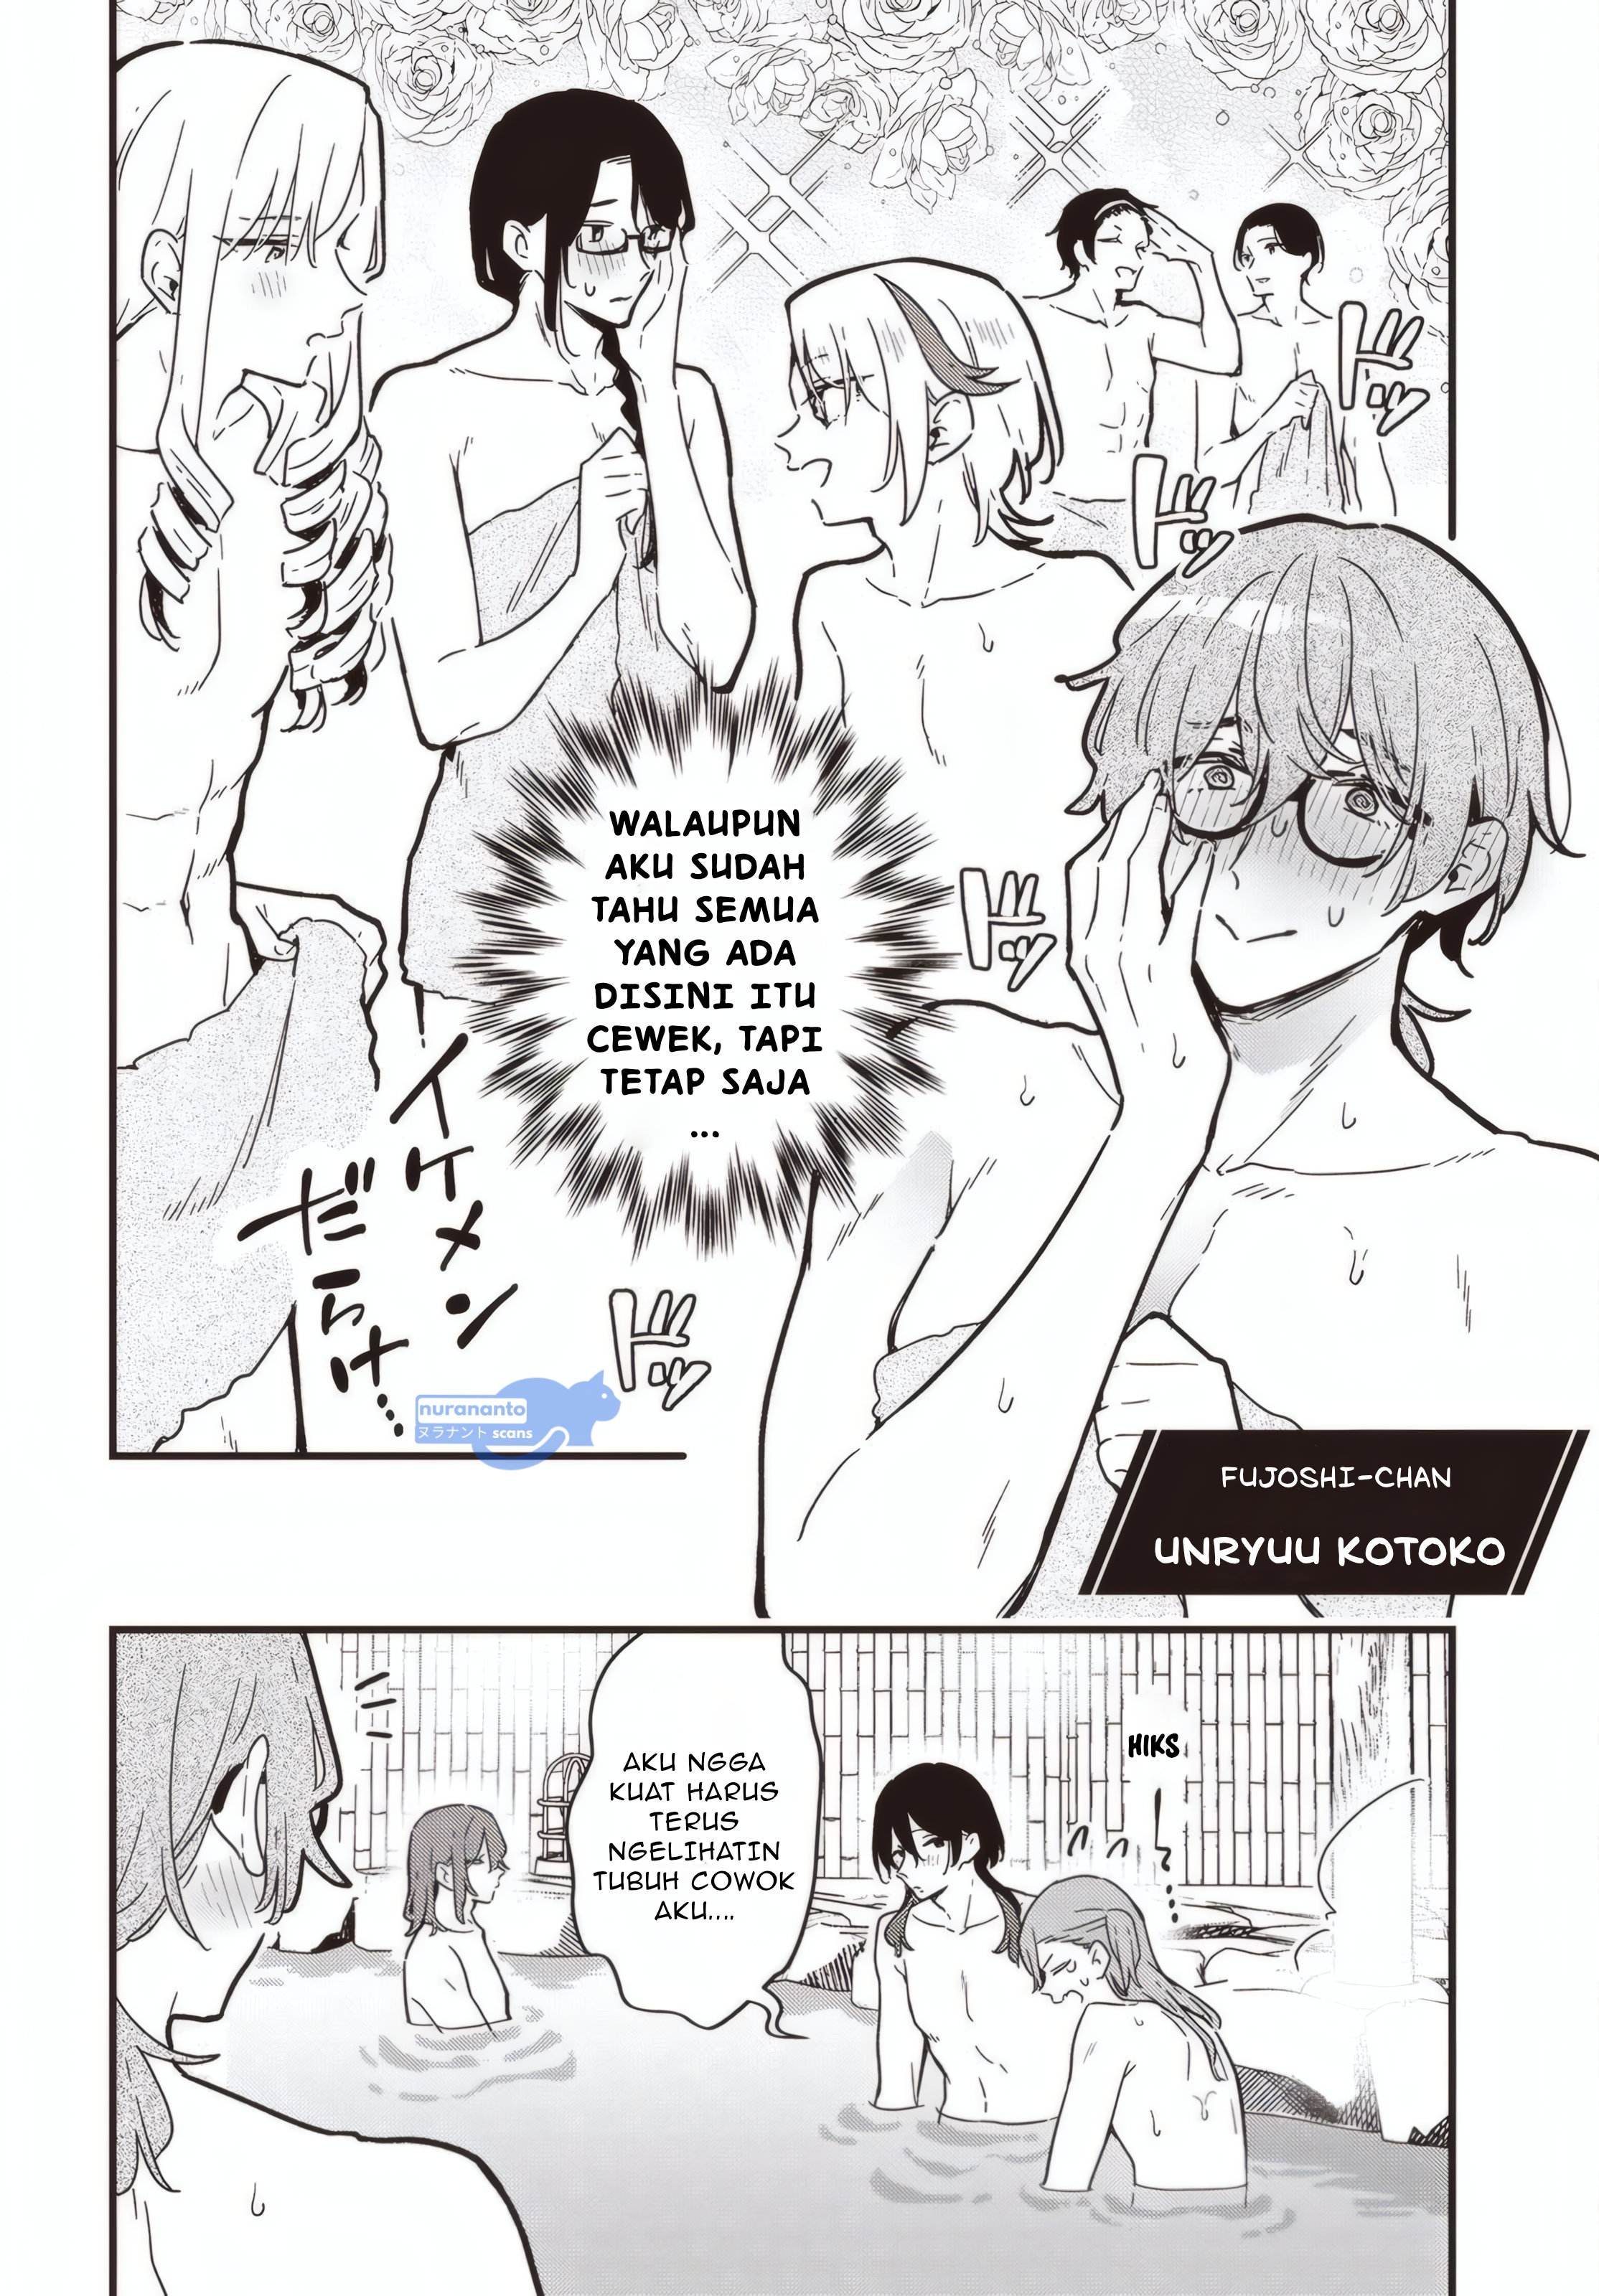 ドッ
ドッ
WALAUPUN
AKU SUDAH
TAHU SEMUA
YANG ADA
DISINI ITU
CEWEK, TAPI
TETAP SAJA
...
ドッ
イケメン
だらけ...
ドッ
nurananto
ヌラナント scans
FUJOSHI-CHAN
UNRYUU KOTOKO
HIKS
AKU NGGA
KUAT HARUS
TERUS
NGELIHATIN
TUBUH COWOK
AKU....